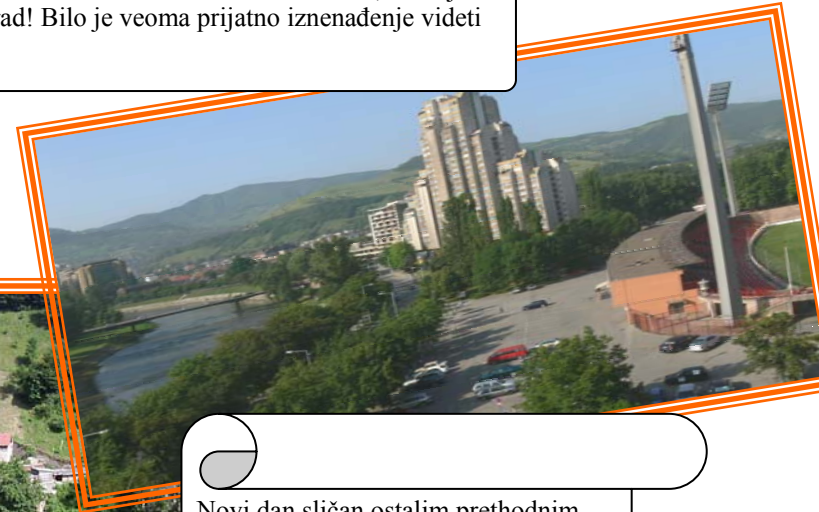 ad! Bilo je veoma prijatno iznenađenje videti
Novi dan sličan ostalim prethodnim